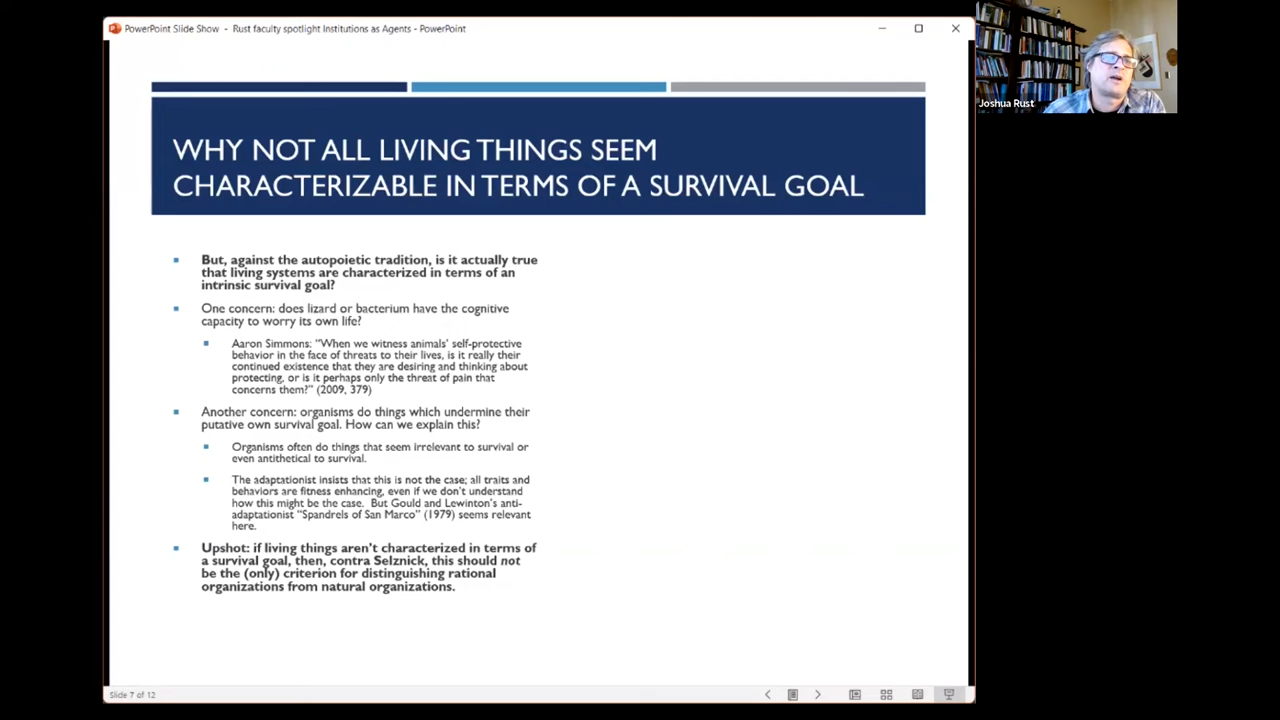 PowerPoint Slide Show - Rust faculty spotlight Institutions as Agents - PowerPoint
Joshua Rust
WHY NOT ALL LIVING THINGS SEEM
CHARACTERIZABLE IN TERMS OF A SURVIVAL GOAL
But, against the autopoietic tradition, is it actually true
that living systems are characterized in terms of an
intrinsic survival goal?
One concern: does lizard or bacterium have the cognitive
capacity to worry its own life?
Aaron Simmons: “When we witness animals’ self-protective
behavior in the face of threats to their lives, is it really their
continued existence that they are desiring and thinking about
protecting, or is it perhaps only the threat of pain that
concerns them?” (2009, 379)
Another concern: organisms do things which undermine their
putative own survival goal. How can we explain this?
Organisms often do things that seem irrelevant to survival or
even antithetical to survival.
The adaptationist insists that this is not the case; all traits and
behaviors are fitness enhancing, even if we don’t understand
how this might be the case. But Gould and Lewinton’s anti-
adaptationist “Spandrels of San Marco” (1979) seems relevant
here.
Upshot: if living things aren’t characterized in terms of
a survival goal, then, contra Selznick, this should not
be the (only) criterion for distinguishing rational
organizations from natural organizations.
Slide 7 of 12